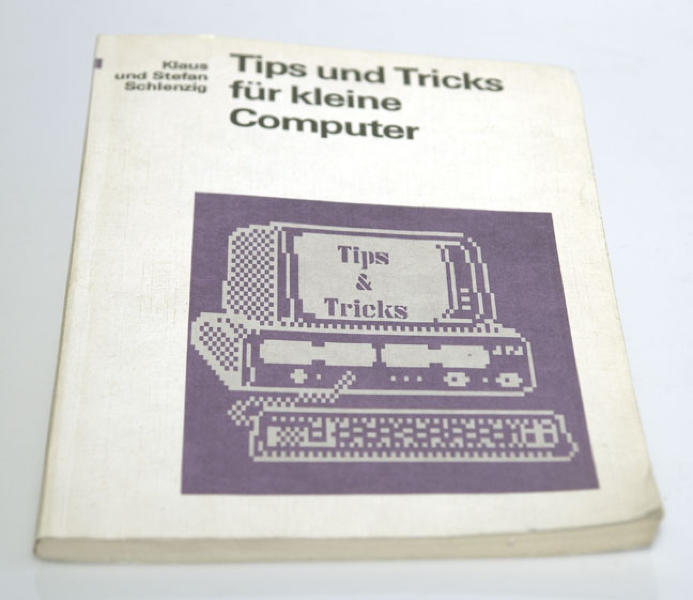 Klaus
und Stefan
Schlenzig
Tips und Tricks
für kleine
Computer
Tips
&
Tricks